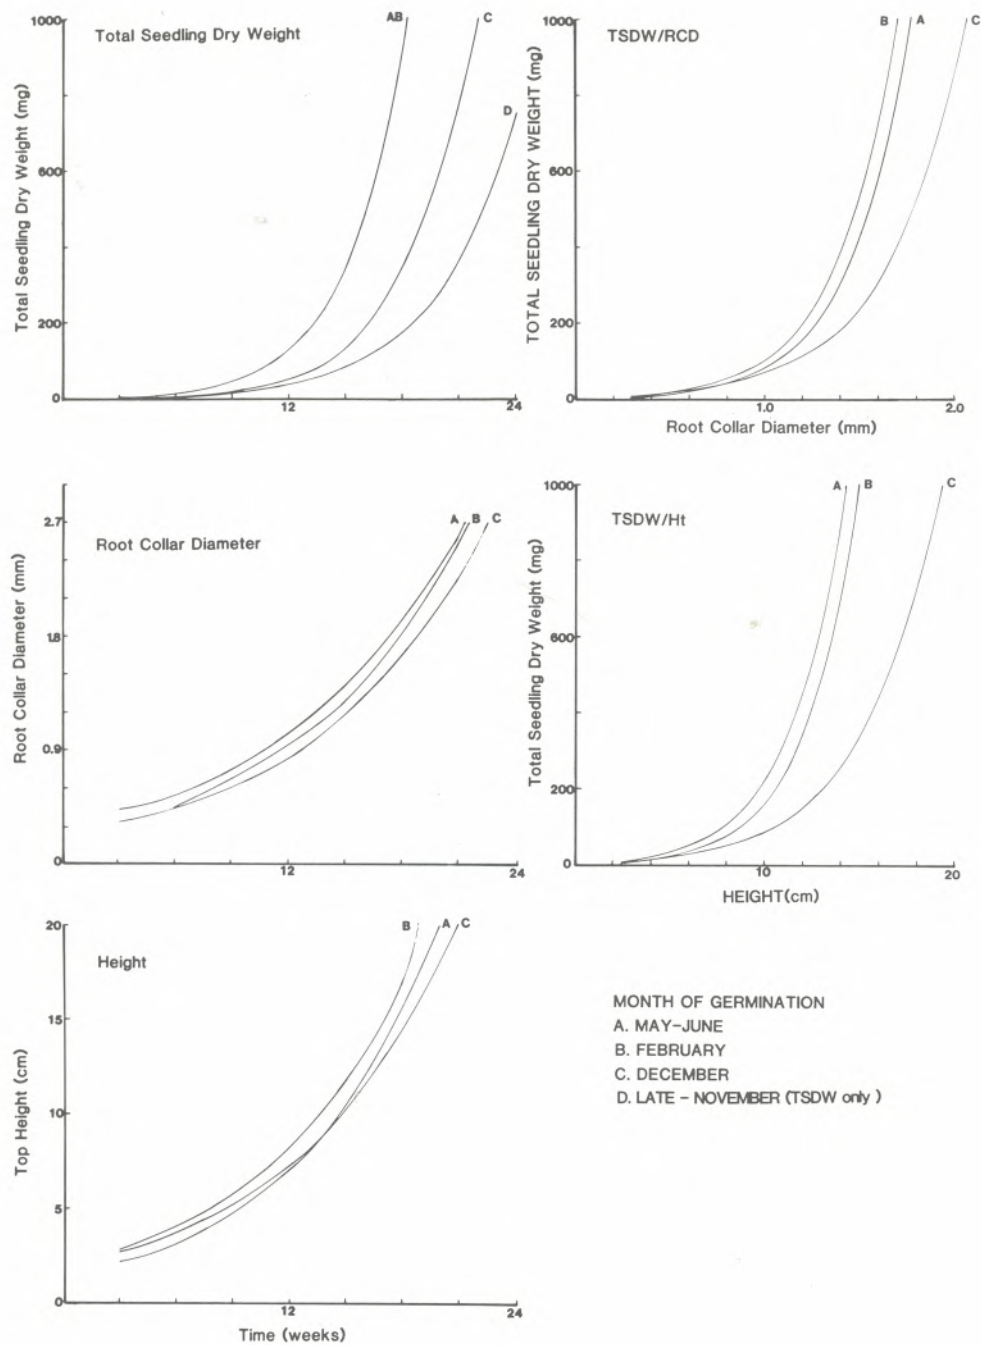 Total Seedling Dry Weight
Total Seedling Dry Weight (mg)
1000
600
200
0
12
24
AB
C
D
TSDW/RCD
TOTAL SEEDLING DRY WEIGHT (mg)
1000
600
200
0
1.0
2.0
B
A
C
Root Collar Diameter (mm)
Root Collar Diameter
Root Collar Diameter (mm)
2.7
1.8
0.9
0
12
24
A
B
C
TSDW/Ht
Total Seedling Dry Weight (mg)
1000
600
200
0
10
20
A
B
C
HEIGHT(cm)
Height
Top Height (cm)
20
15
10
5
0
12
24
B
A
C
Time (weeks)
MONTH OF GERMINATION
A. MAY-JUNE
B. FEBRUARY
C. DECEMBER
D. LATE - NOVEMBER (TSDW only )